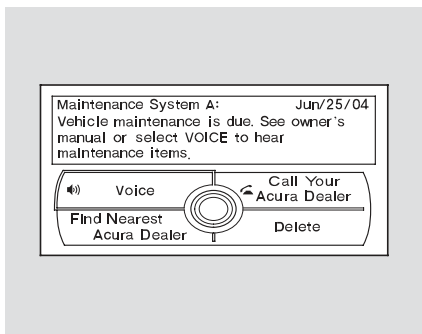 Maintenance System A: Jun/25/04
Vehicle maintenance is due. See owner's
manual or select VOICE to hear
maintenance items.
Voice
Call Your
Acura Dealer
Find Nearest
Acura Dealer
Delete